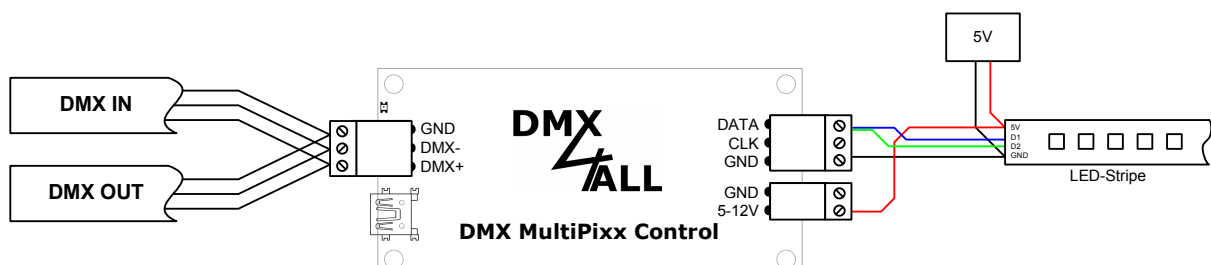 DMX IN
DMX OUT
GND
DMX-
DMX+
DMX
4
ALL
DMX MultiPixx Control
DATA
CLK
GND
GND
5-12V
5V
5V
D1
D2
GND
LED-Stripe